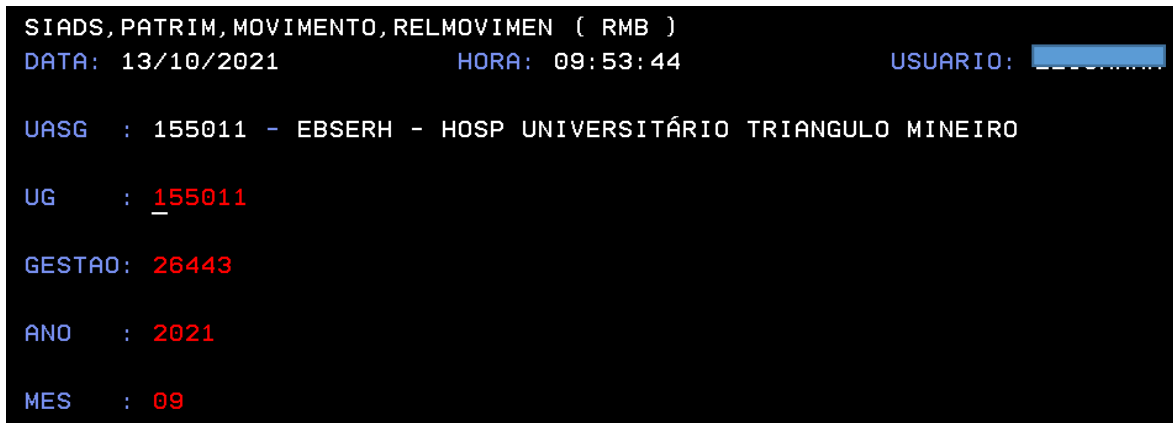 SIADS,PATRIM,MOVIMENTO,RELMOVIMEN ( RMB )
DATA: 13/10/2021 HORA: 09:53:44 USUARIO:
UASG : 155011 - EBSERH - HOSP UNIVERSITÁRIO TRIANGULO MINEIRO
UG : 155011
GESTAO: 26443
ANO : 2021
MES : 09